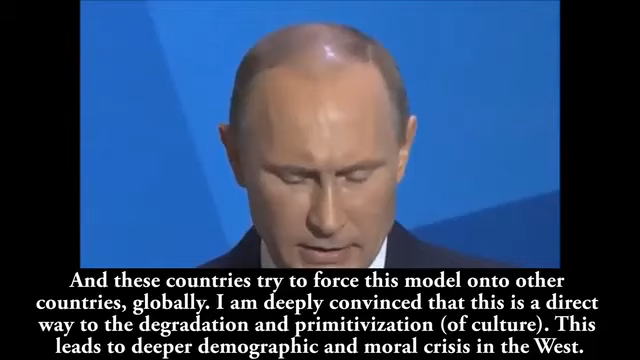 And these countries try to force this model onto other
countries, globally. I am deeply convinced that this is a direct
way to the degradation and primitivization (of culture). This
leads to deeper demographic and moral crisis in the West.